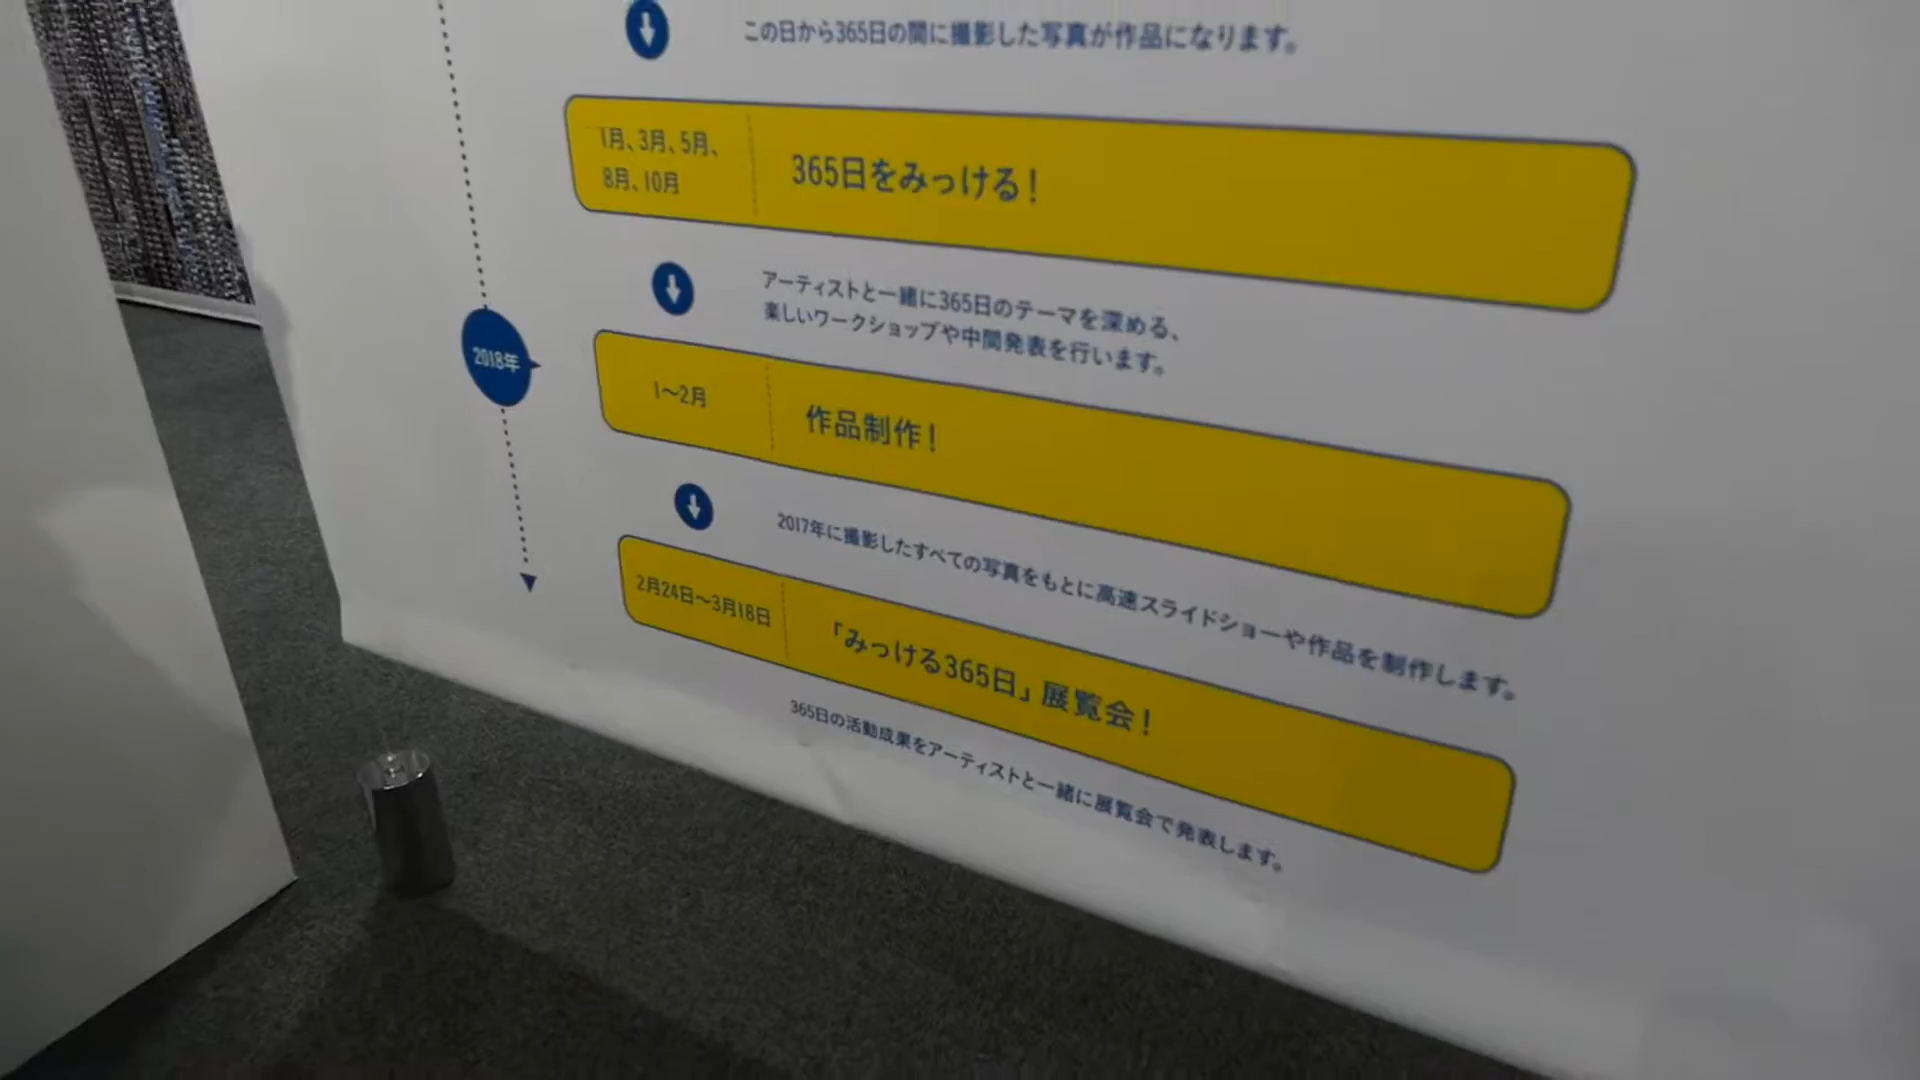 この日から365日の間に撮影した写真が作品になります。
1月、3月、5月、
8月、10月
365日をみっける！
アーティストと一緒に365日のテーマを深める、
楽しいワークショップや中間発表を行います。
2018年
1〜2月
作品制作！
2017年に撮影したすべての写真をもとに高速スライドショーや作品を制作します。
2月24日〜3月18日
「みっける365日」展覧会！
365日の活動成果をアーティストと一緒に展覧会で発表します。